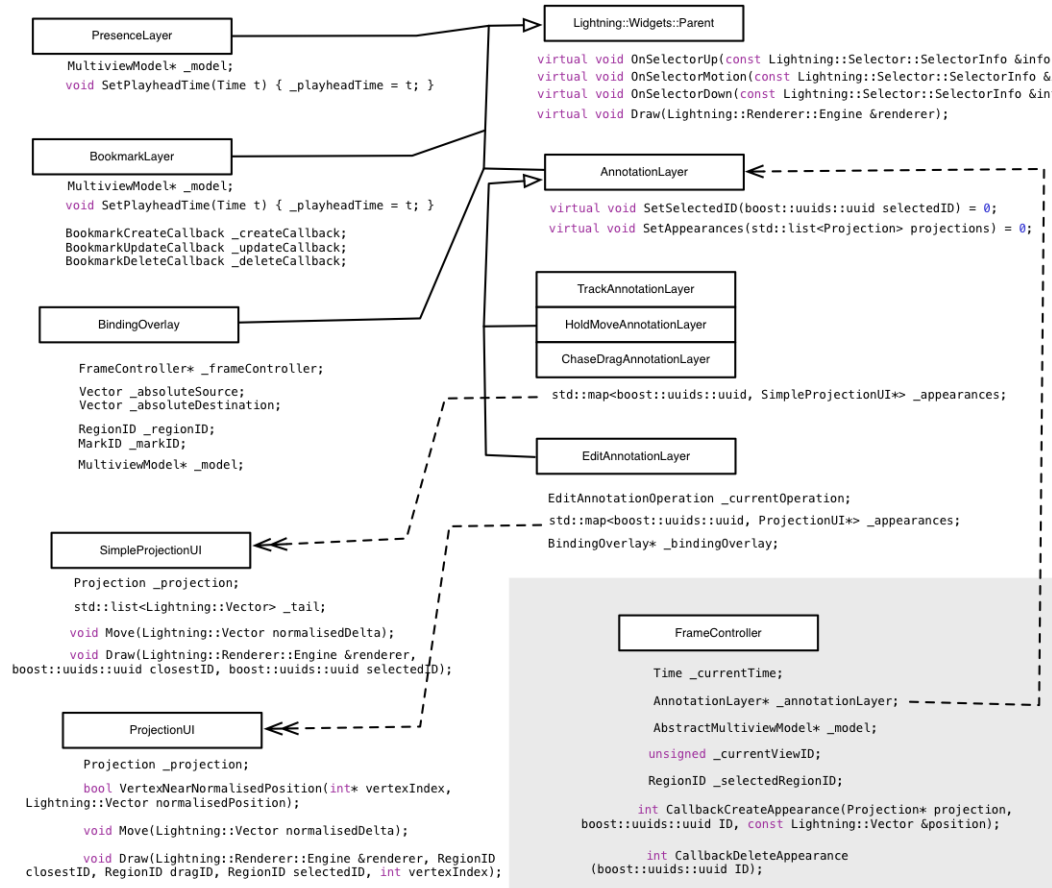 PresenceLayer
MultiviewModel* _model;
void SetPlayheadTime(Time t) { _playheadTime = t; }
BookmarkLayer
MultiviewModel* _model;
void SetPlayheadTime(Time t) { _playheadTime = t; }
BookmarkCreateCallback _createCallback;
BookmarkUpdateCallback _updateCallback;
BookmarkDeleteCallback _deleteCallback;
BindingOverlay
FrameController* _frameController;
Vector _absoluteSource;
Vector _absoluteDestination;
RegionID _regionID;
MarkID _markID;
MultiviewModel* _model;
SimpleProjectionUI
Projection _projection;
std::list<Lightning::Vector> _tail;
void Move(Lightning::Vector normalisedDelta);
void Draw(Lightning::Renderer::Engine &renderer,
boost::uuids::uuid closestID, boost::uuids::uuid selectedID);
ProjectionUI
Projection _projection;
bool VertexNearNormalisedPosition(int* vertexIndex,
Lightning::Vector normalisedPosition);
void Move(Lightning::Vector normalisedDelta);
void Draw(Lightning::Renderer::Engine &renderer, RegionID
closestID, RegionID dragID, RegionID selectedID, int vertexIndex);
Lightning::Widgets::Parent
virtual void OnSelectorUp(const Lightning::Selector::SelectorInfo &info
virtual void OnSelectorMotion(const Lightning::Selector::SelectorInfo &
virtual void OnSelectorDown(const Lightning::Selector::SelectorInfo &in
virtual void Draw(Lightning::Renderer::Engine &renderer);
AnnotationLayer
virtual void SetSelectedID(boost::uuids::uuid selectedID) = 0;
virtual void SetAppearances(std::list<Projection> projections) = 0;
TrackAnnotationLayer
HoldMoveAnnotationLayer
ChaseDragAnnotationLayer
std::map<boost::uuids::uuid, SimpleProjectionUI*> _appearances;
EditAnnotationLayer
EditAnnotationOperation _currentOperation;
std::map<boost::uuids::uuid, ProjectionUI*> _appearances;
BindingOverlay* _bindingOverlay;
FrameController
Time _currentTime;
AnnotationLayer* _annotationLayer;
AbstractMultiviewModel* _model;
unsigned _currentViewID;
RegionID _selectedRegionID;
int CallbackCreateAppearance(Projection* projection,
boost::uuids::uuid ID, const Lightning::Vector &position);
int CallbackDeleteAppearance
(boost::uuids::uuid ID);